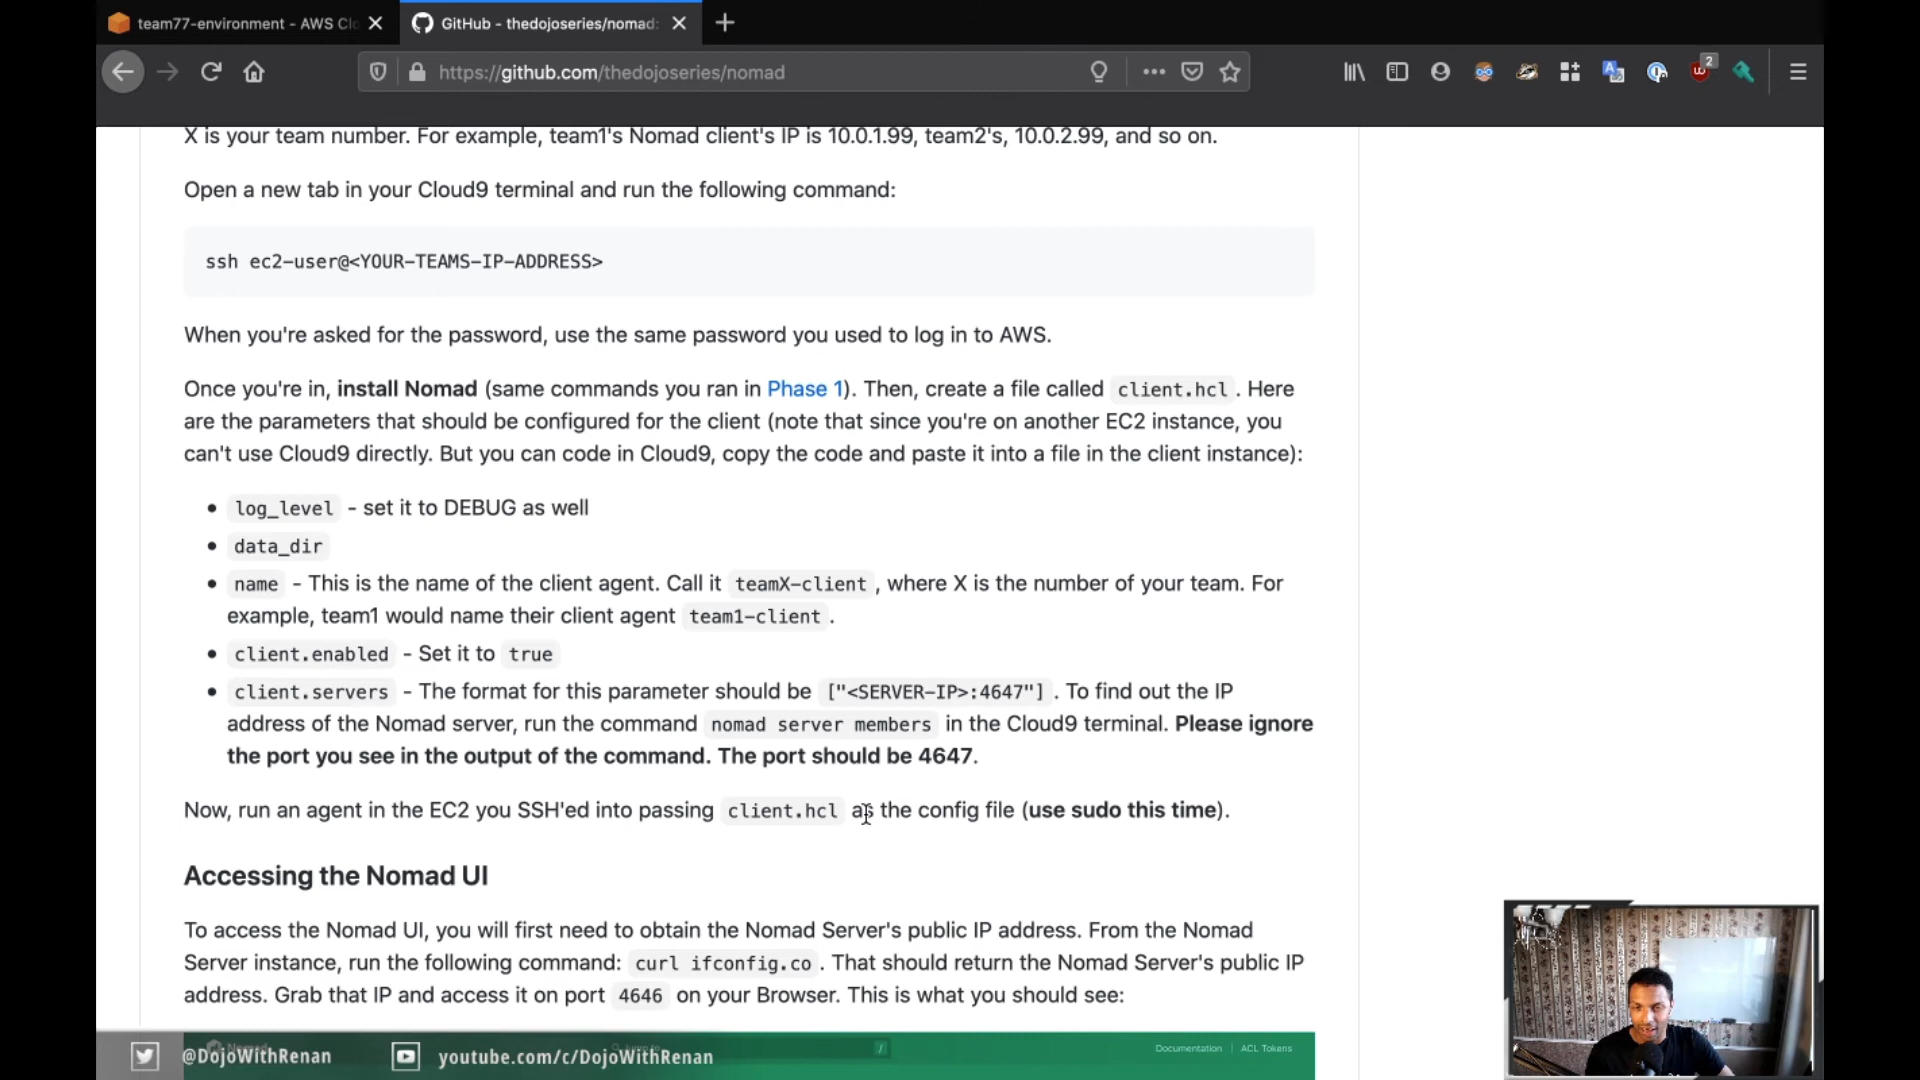 team77-environment - AWS Clo
GitHub - thedojoseries/nomad:
https://github.com/thedojoseries/nomad
2
X is your team number. For example, team1's Nomad client's IP is 10.0.1.99, team2's, 10.0.2.99, and so on.
Open a new tab in your Cloud9 terminal and run the following command:
ssh ec2-user@<YOUR-TEAMS-IP-ADDRESS>
When you're asked for the password, use the same password you used to log in to AWS.
Once you're in, install Nomad (same commands you ran in Phase 1). Then, create a file called client.hcl. Here
are the parameters that should be configured for the client (note that since you're on another EC2 instance, you
can't use Cloud9 directly. But you can code in Cloud9, copy the code and paste it into a file in the client instance):
• log_level - set it to DEBUG as well
• data_dir
• name - This is the name of the client agent. Call it teamX-client, where X is the number of your team. For
example, team1 would name their client agent team1-client.
• client.enabled - Set it to true
• client.servers - The format for this parameter should be ["<SERVER-IP>:4647"]. To find out the IP
address of the Nomad server, run the command nomad server members in the Cloud9 terminal. Please ignore
the port you see in the output of the command. The port should be 4647.
Now, run an agent in the EC2 you SSH'ed into passing client.hcl as the config file (use sudo this time).
Accessing the Nomad UI
To access the Nomad UI, you will first need to obtain the Nomad Server's public IP address. From the Nomad
Server instance, run the following command: curl ifconfig.co. That should return the Nomad Server's public IP
address. Grab that IP and access it on port 4646 on your Browser. This is what you should see:
@DojoWithRenan
youtube.com/c/DojoWithRenan
/
Documentation
ACL Tokens